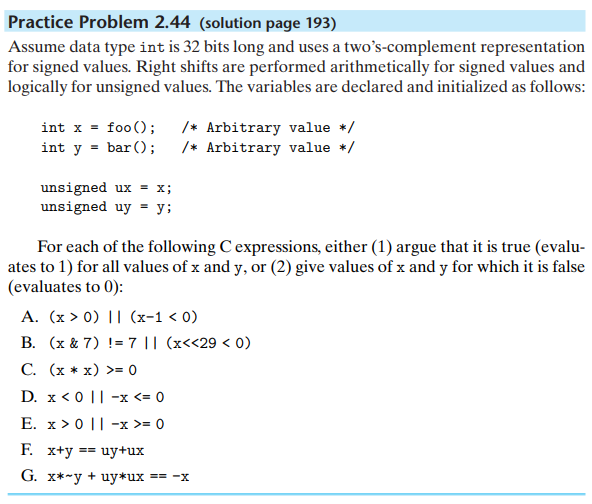 Practice Problem 2.44 (solution page 193)
Assume data type int is 32 bits long and uses a two's-complement representation
for signed values. Right shifts are performed arithmetically for signed values and
logically for unsigned values. The variables are declared and initialized as follows:
int x = foo(); /* Arbitrary value */
int y = bar(); /* Arbitrary value */
unsigned ux = x;
unsigned uy = y;
For each of the following C expressions, either (1) argue that it is true (evalu-
ates to 1) for all values of x and y, or (2) give values of x and y for which it is false
(evaluates to 0):
A. (x > 0) || (x-1 < 0)
B. (x & 7) != 7 || (x<<29 < 0)
C. (x * x) >= 0
D. x < 0 || -x <= 0
E. x > 0 || -x >= 0
F. x+y == uy+ux
G. x*~y + uy*ux == -x